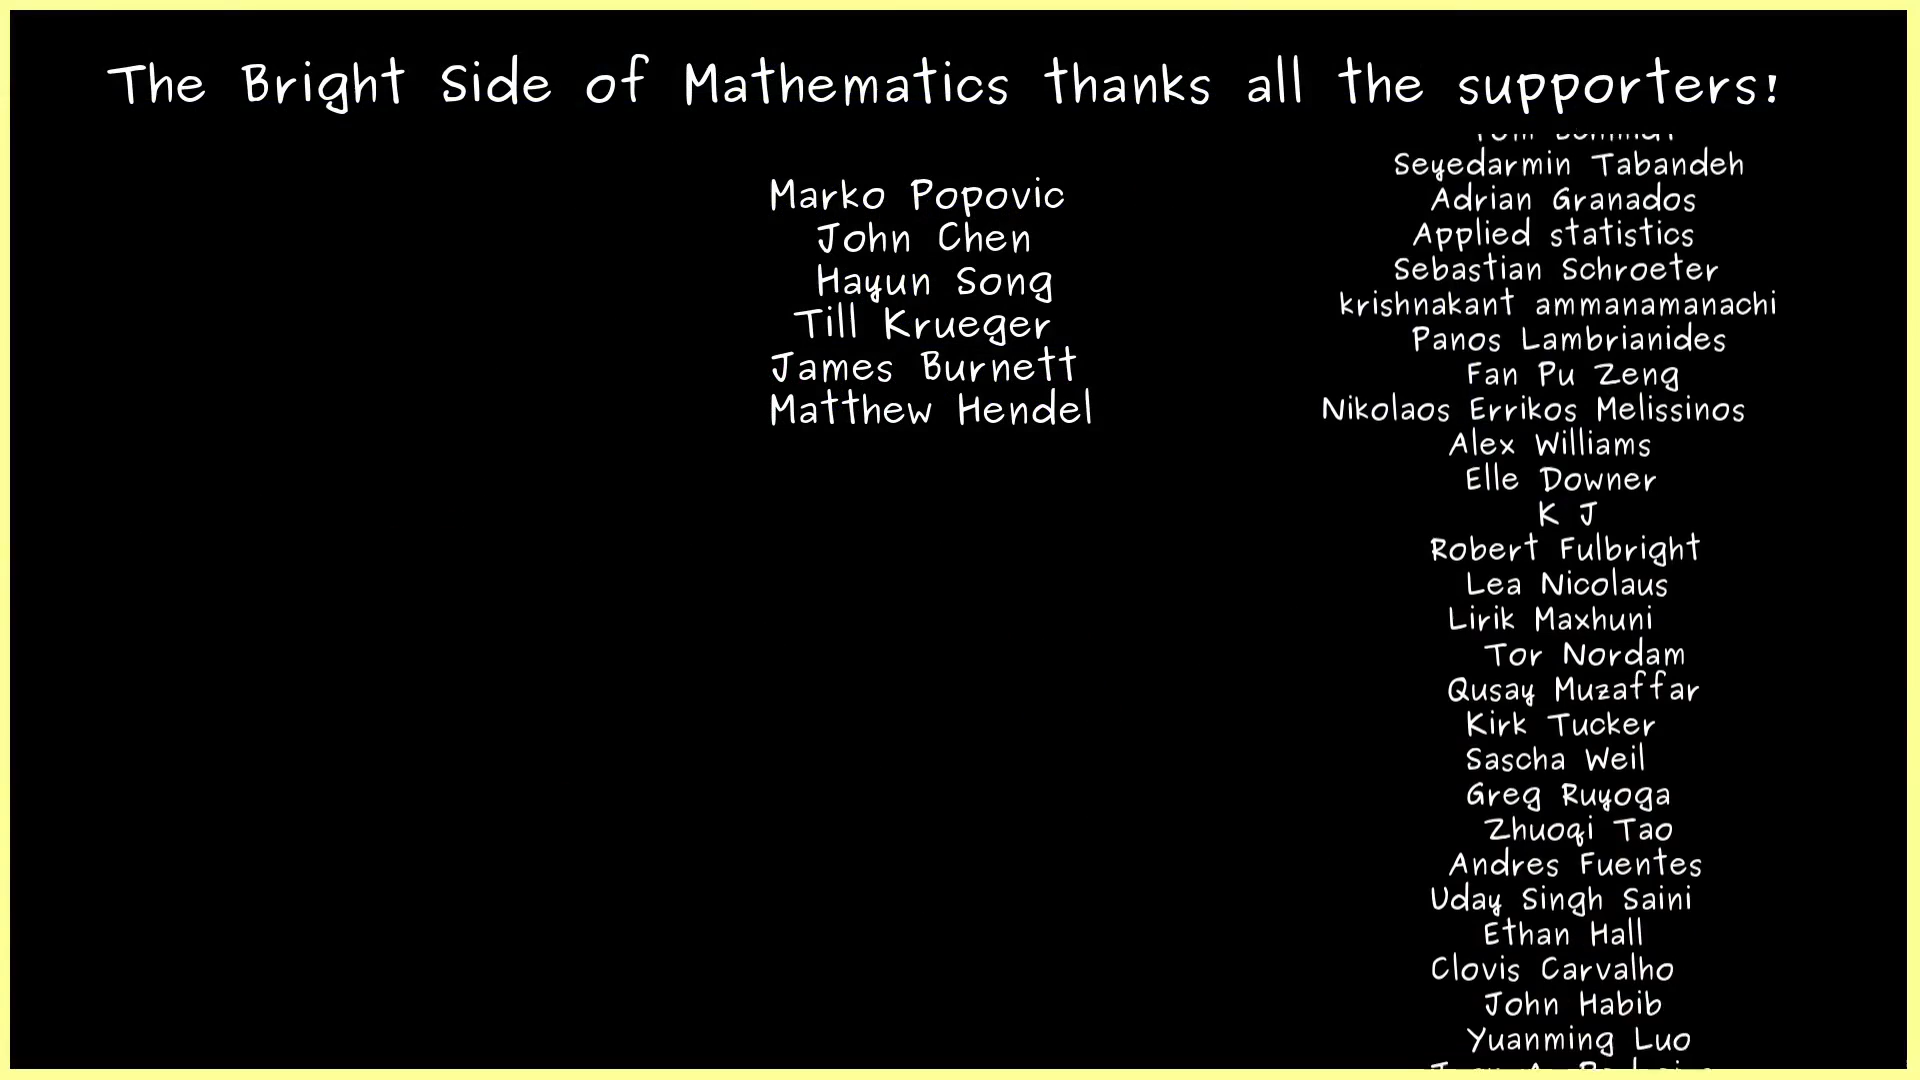 The Bright Side of Mathematics thanks all the supporters!
Marko Popovic
John Chen
Hayun Song
Till Krueger
James Burnett
Matthew Hendel
Seyedarmin Tabandeh
Adrian Granados
Applied statistics
Sebastian Schroeter
krishnakant ammanamanachi
Panos Lambrianides
Fan Pu Zeng
Nikolaos Errikos Melissinos
Alex Williams
Elle Downer
K J
Robert Fulbright
Lea Nicolaus
Lirik Maxhuni
Tor Nordam
Qusay Muzaffar
Kirk Tucker
Sascha Weil
Greg Ruyoga
Zhuoqi Tao
Andres Fuentes
Uday Singh Saini
Ethan Hall
Clovis Carvalho
John Habib
Yuanming Luo